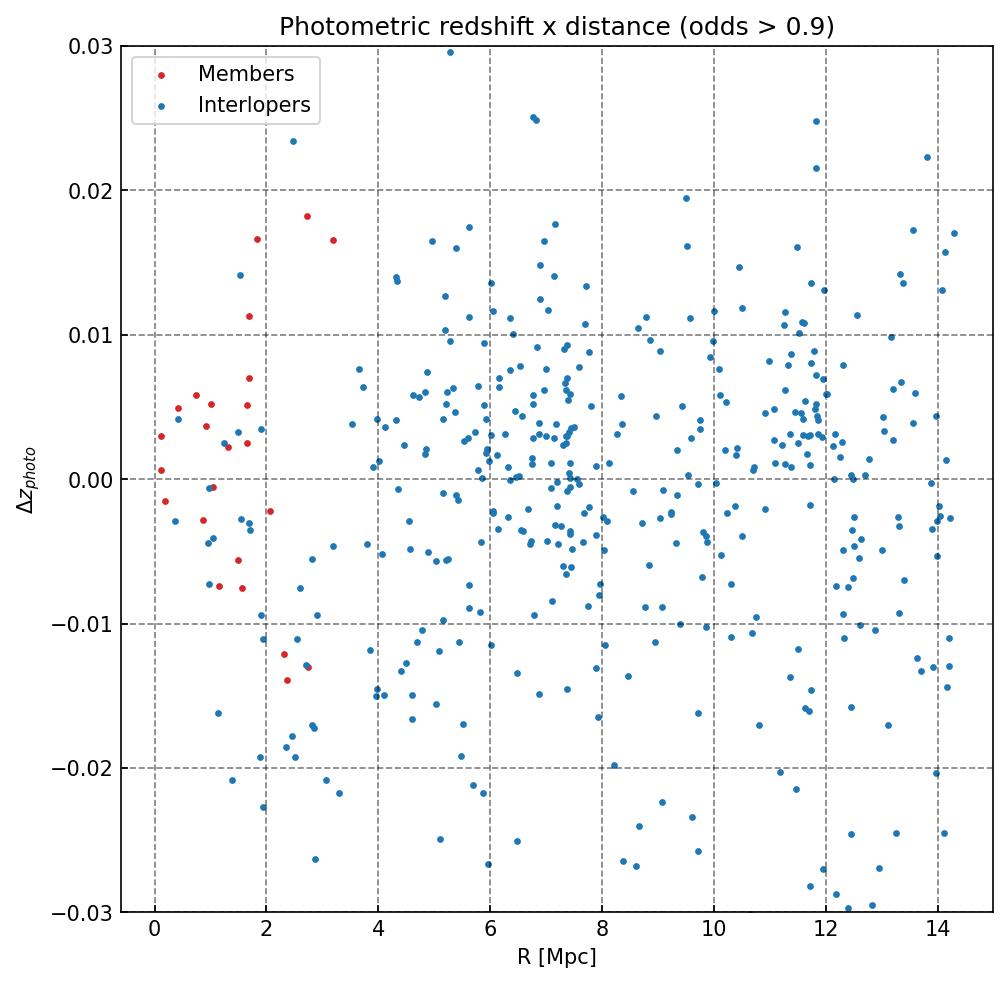 Photometric redshift x distance (odds > 0.9)
Members
Interlopers
0.03
0.02
0.01
0.00
−0.01
−0.02
−0.03
Δz_photo
0 2 4 6 8 10 12 14
R [Mpc]